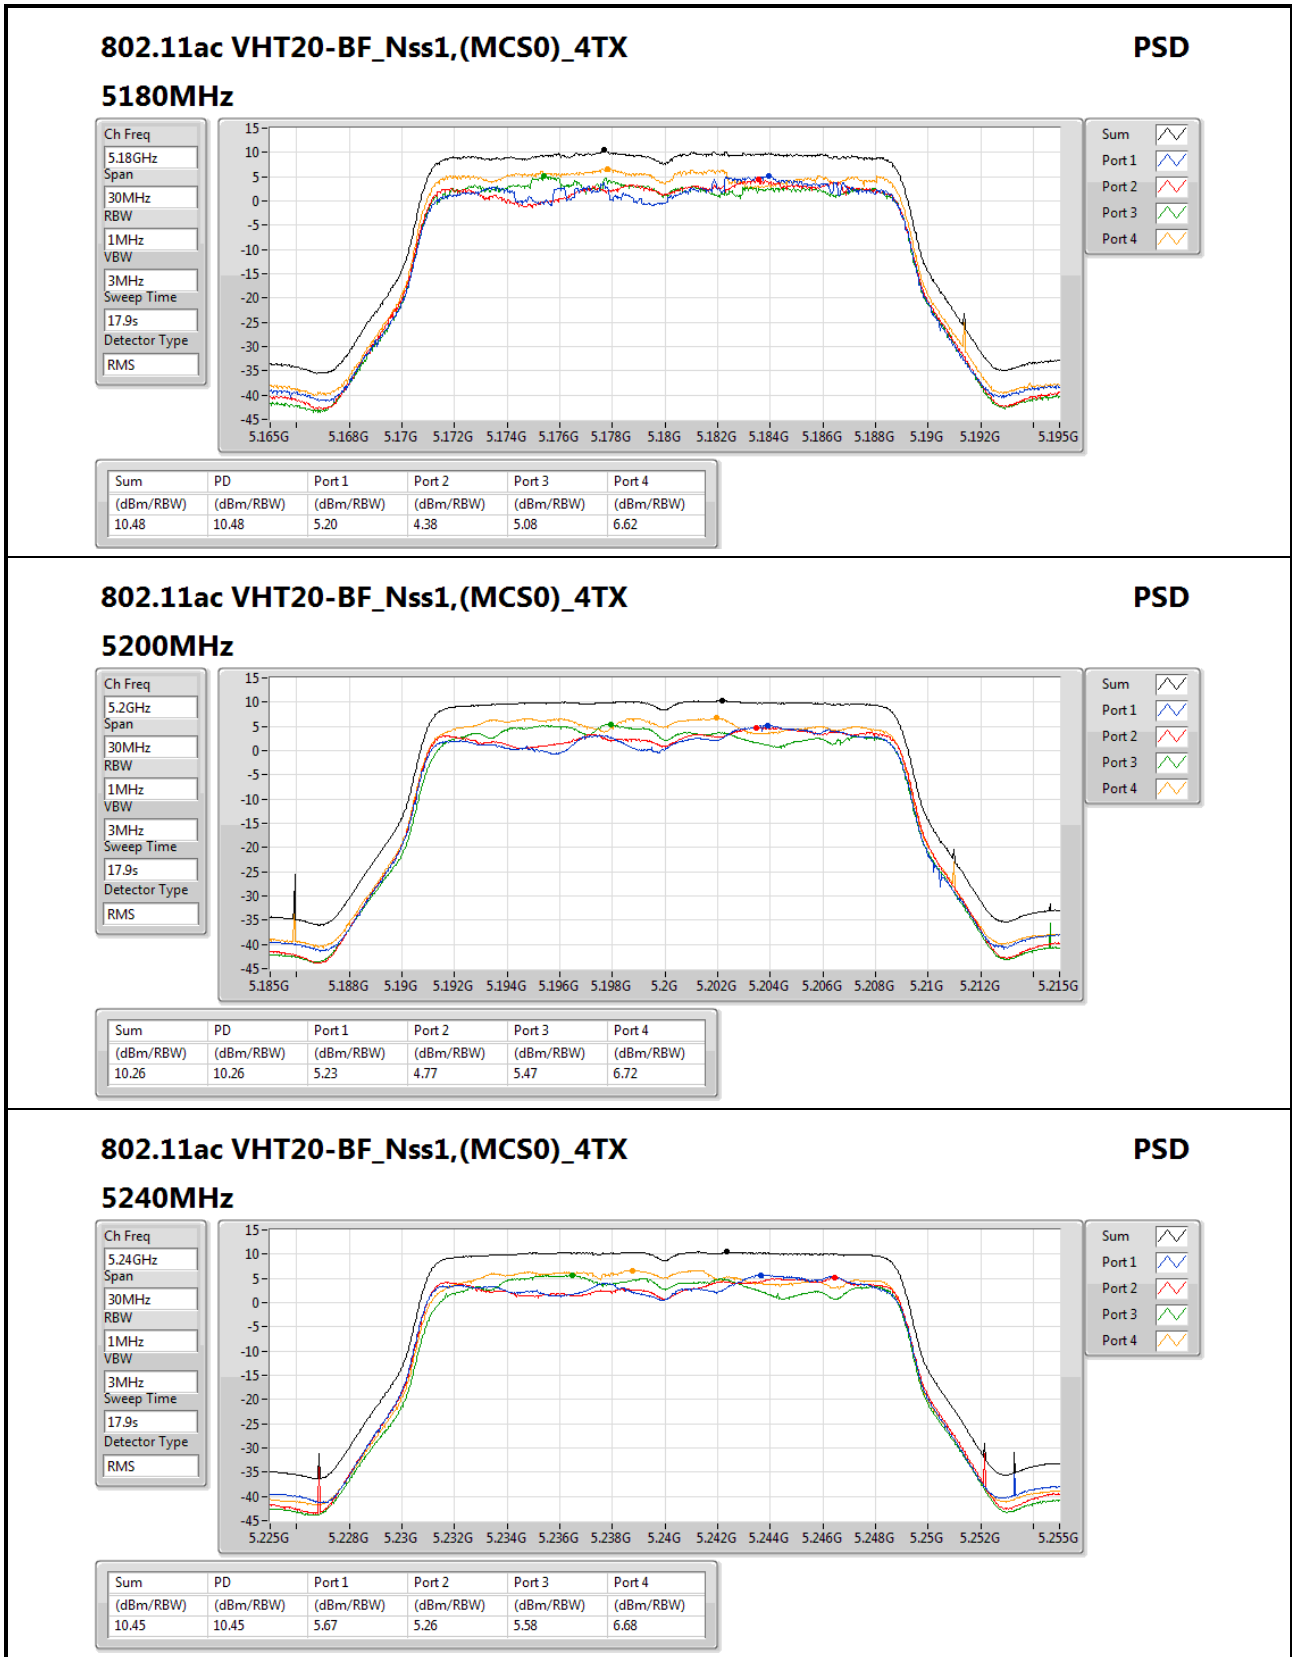 802.11ac VHT20-BF_Nss1,(MCS0)_4TX PSD
5180MHz
Ch Freq
5.18GHz
Span
30MHz
RBW
1MHz
VBW
3MHz
Sweep Time
17.9s
Detector Type
RMS
15
10
5
0
-5
-10
-15
-20
-25
-30
-35
-40
-45
5.165G 5.168G 5.17G 5.172G 5.174G 5.176G 5.178G 5.18G 5.182G 5.184G 5.186G 5.188G 5.19G 5.192G 5.195G
Sum
Port 1
Port 2
Port 3
Port 4
Sum PD Port 1 Port 2 Port 3 Port 4
(dBm/RBW) (dBm/RBW) (dBm/RBW) (dBm/RBW) (dBm/RBW) (dBm/RBW)
10.48 10.48 5.20 4.38 5.08 6.62
802.11ac VHT20-BF_Nss1,(MCS0)_4TX PSD
5200MHz
Ch Freq
5.2GHz
Span
30MHz
RBW
1MHz
VBW
3MHz
Sweep Time
17.9s
Detector Type
RMS
15
10
5
0
-5
-10
-15
-20
-25
-30
-35
-40
-45
5.185G 5.188G 5.19G 5.192G 5.194G 5.196G 5.198G 5.2G 5.202G 5.204G 5.206G 5.208G 5.21G 5.212G 5.215G
Sum
Port 1
Port 2
Port 3
Port 4
Sum PD Port 1 Port 2 Port 3 Port 4
(dBm/RBW) (dBm/RBW) (dBm/RBW) (dBm/RBW) (dBm/RBW) (dBm/RBW)
10.26 10.26 5.23 4.77 5.47 6.72
802.11ac VHT20-BF_Nss1,(MCS0)_4TX PSD
5240MHz
Ch Freq
5.24GHz
Span
30MHz
RBW
1MHz
VBW
3MHz
Sweep Time
17.9s
Detector Type
RMS
15
10
5
0
-5
-10
-15
-20
-25
-30
-35
-40
-45
5.225G 5.228G 5.23G 5.232G 5.234G 5.236G 5.238G 5.24G 5.242G 5.244G 5.246G 5.248G 5.25G 5.252G 5.255G
Sum
Port 1
Port 2
Port 3
Port 4
Sum PD Port 1 Port 2 Port 3 Port 4
(dBm/RBW) (dBm/RBW) (dBm/RBW) (dBm/RBW) (dBm/RBW) (dBm/RBW)
10.45 10.45 5.67 5.26 5.58 6.68